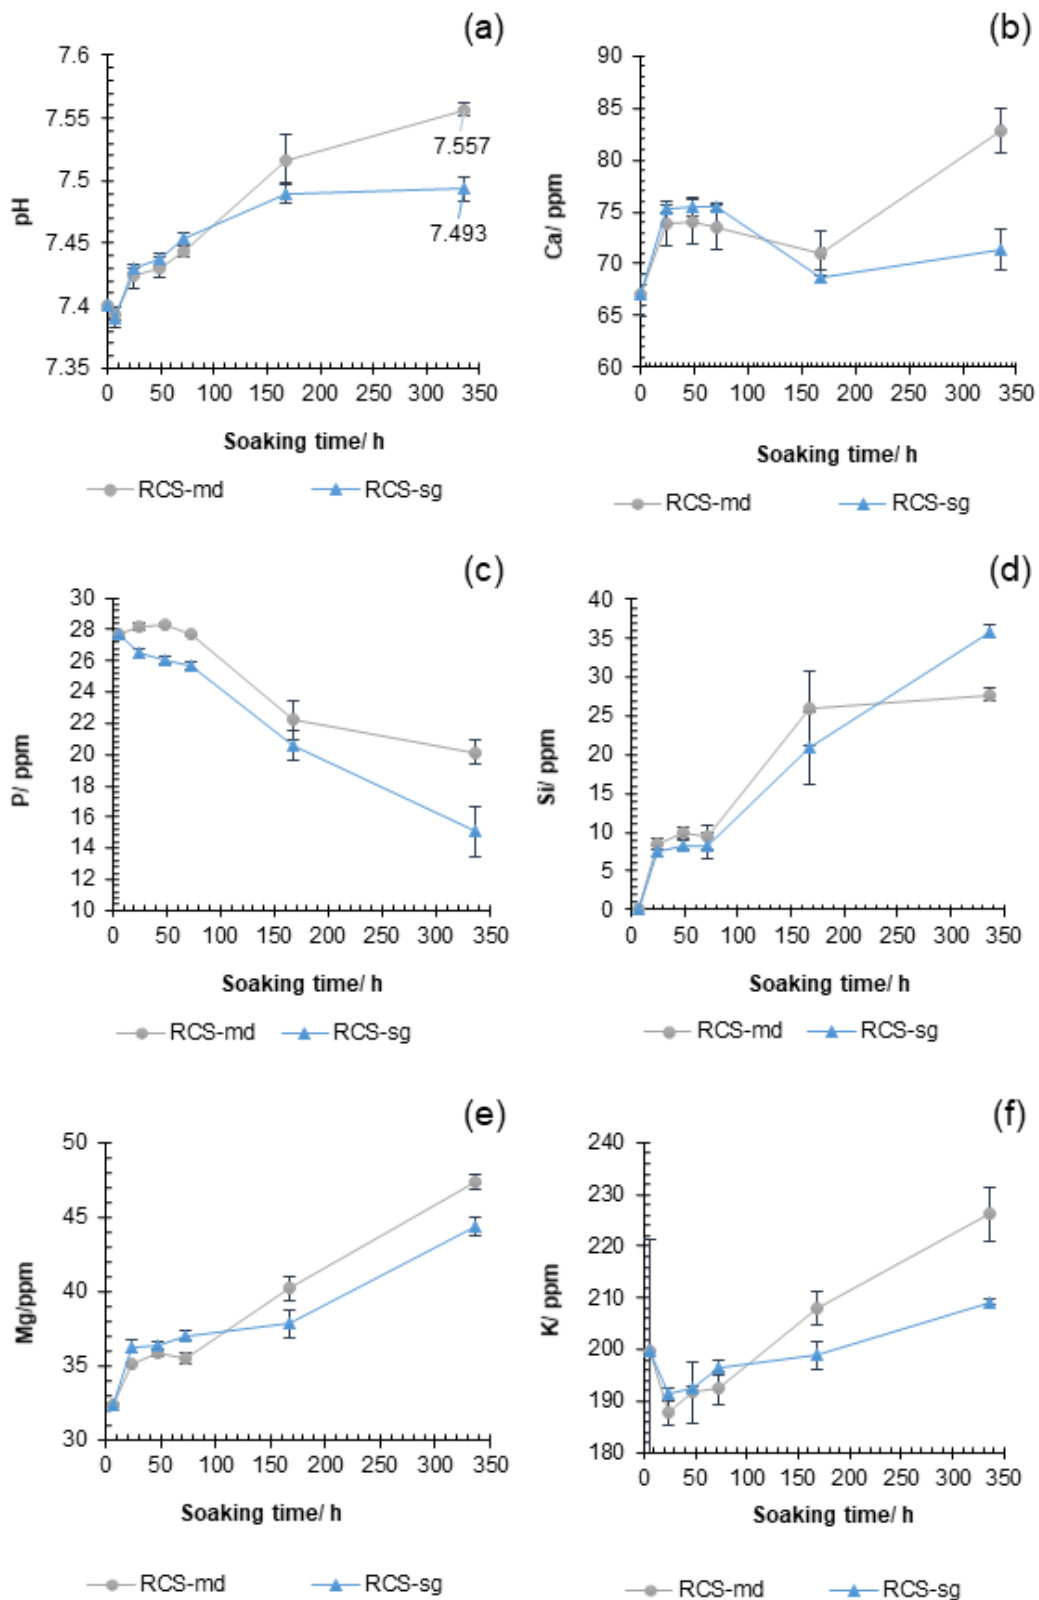 (a)
7.6
7.55
7.5
7.45
7.4
7.35
pH
7.557
7.493
0 50 100 150 200 250 300 350
Soaking time/ h
RCS-md RCS-sg
(b)
90
85
80
75
70
65
60
Ca/ ppm
0 50 100 150 200 250 300 350
Soaking time/ h
RCS-md RCS-sg
(c)
30
28
26
24
22
20
18
16
14
12
10
P/ ppm
0 50 100 150 200 250 300 350
Soaking time/ h
RCS-md RCS-sg
(d)
40
35
30
25
20
15
10
5
0
Si/ ppm
0 50 100 150 200 250 300 350
Soaking time/ h
RCS-md RCS-sg
(e)
50
45
40
35
30
Mg/ppm
0 50 100 150 200 250 300 350
Soaking time/ h
RCS-md RCS-sg
(f)
240
230
220
210
200
190
180
K/ ppm
0 50 100 150 200 250 300 350
Soaking time/ h
RCS-md RCS-sg